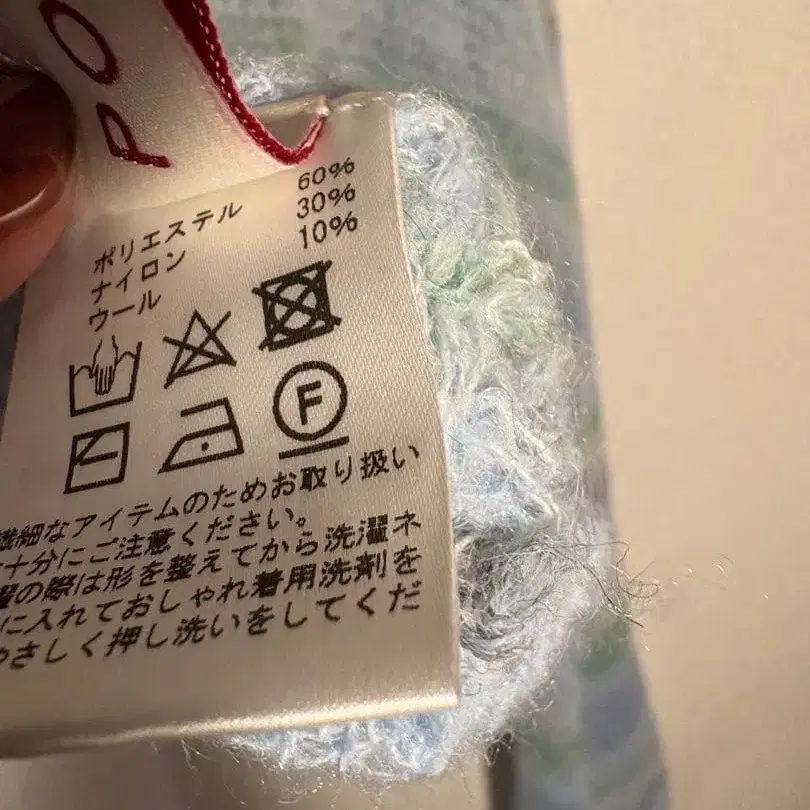 PO
ポリエステル 60%
ナイロン 30%
ウール 10%
F
繊細なアイテムのためお取り扱い
十分にご注意ください。
の際は形を整えてから洗濯ネ
に入れておしゃれ着用洗剤を
さしく押し洗いをしてくだ